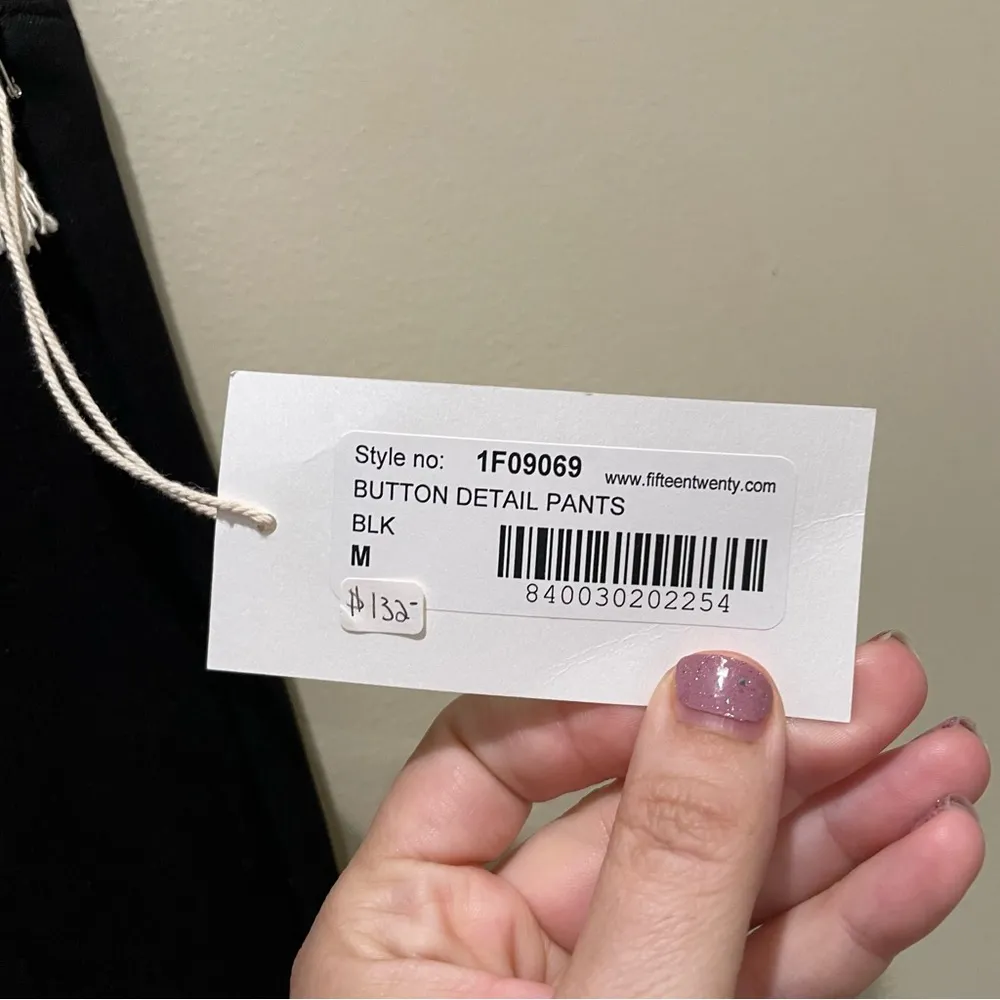 Style no: 1F09069
www.fifteentwenty.com
BUTTON DETAIL PANTS
BLK
M
840030202254
$132-